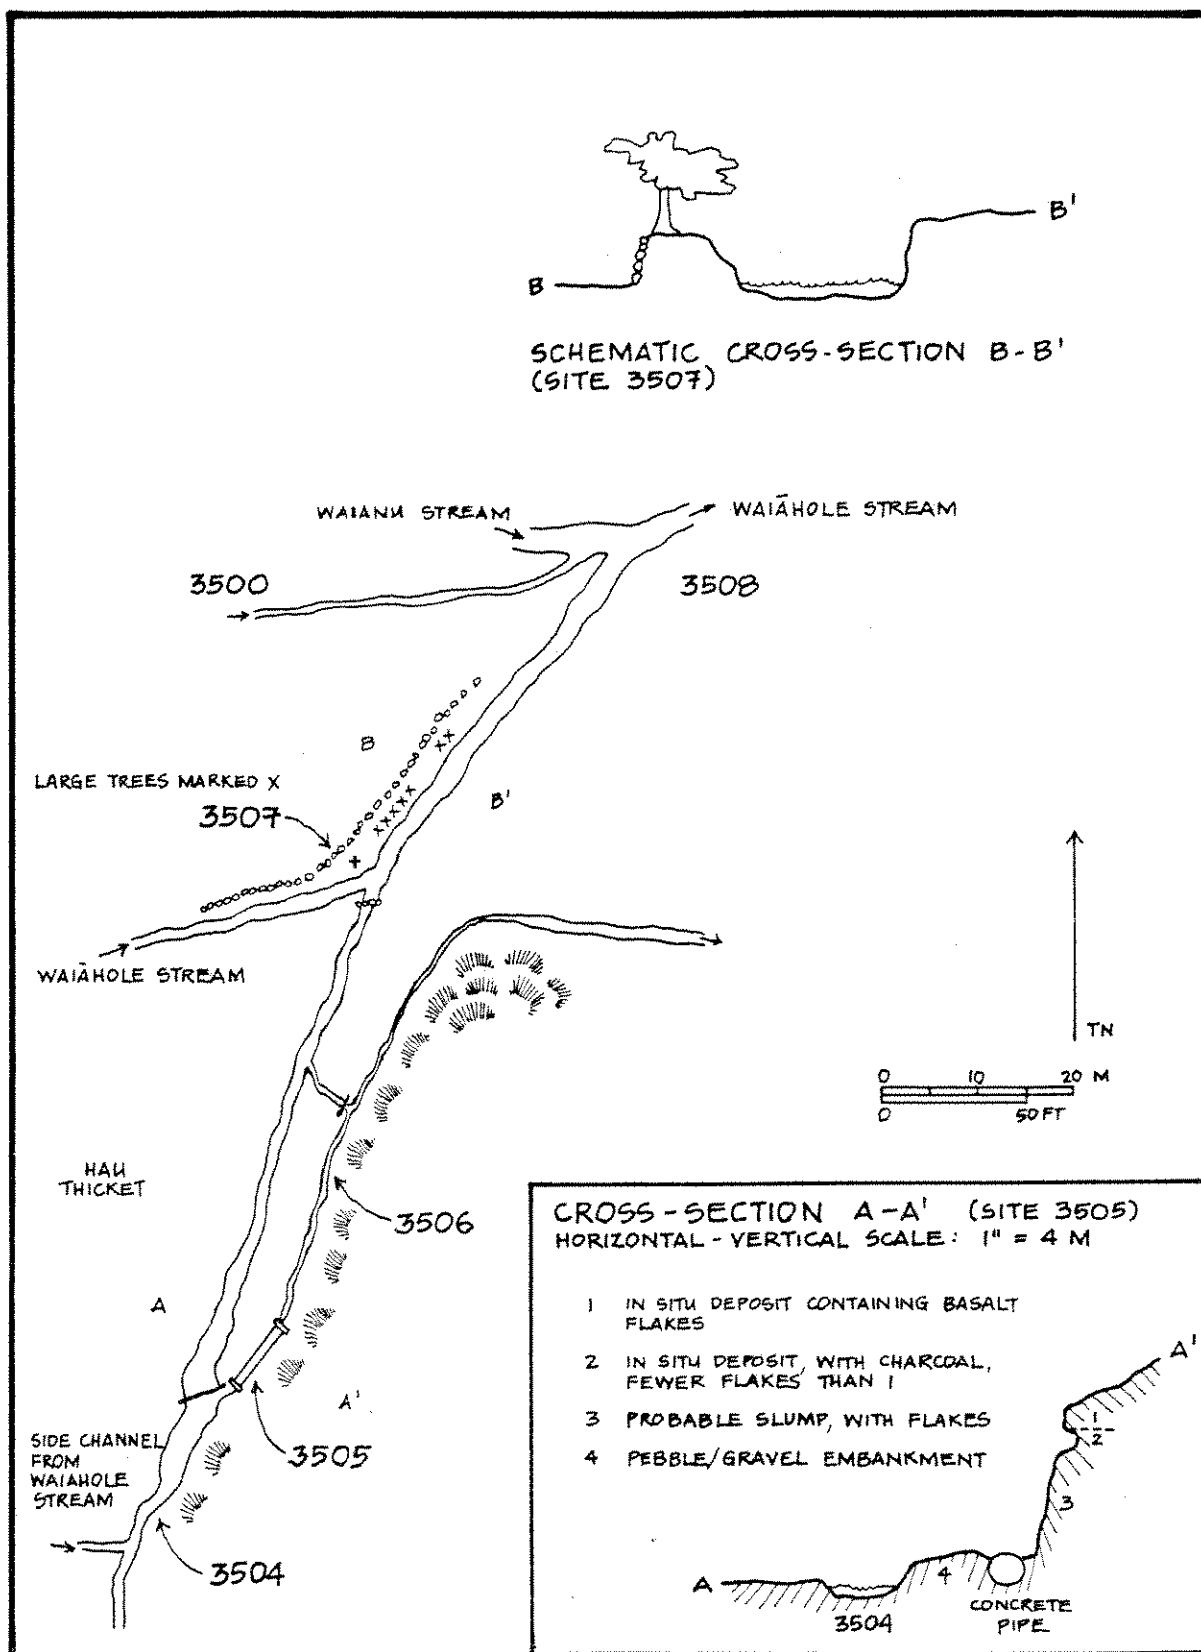 B
B'
SCHEMATIC CROSS-SECTION B-B'
(SITE 3507)
WAIANU STREAM
WAIĀHOLE STREAM
3500
3508
B
LARGE TREES MARKED X
3507
XX
XXXXX
B'
WAIĀHOLE STREAM
TN
0 10 20 M
0 50 FT
HAU
THICKET
3506
A
A'
3505
SIDE CHANNEL
FROM
WAIAHOLE
STREAM
3504
CROSS-SECTION A-A' (SITE 3505)
HORIZONTAL-VERTICAL SCALE: 1" = 4 M
1 IN SITU DEPOSIT CONTAINING BASALT
FLAKES
2 IN SITU DEPOSIT, WITH CHARCOAL,
FEWER FLAKES THAN 1
3 PROBABLE SLUMP, WITH FLAKES
4 PEBBLE/GRAVEL EMBANKMENT
A'
1
2
3
4
A
3504
CONCRETE
PIPE